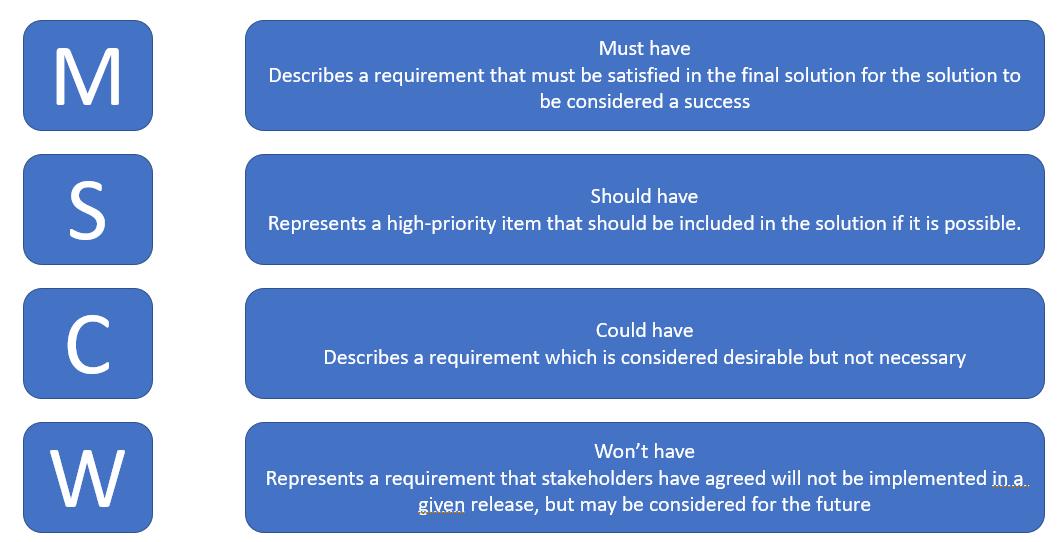 M
Must have
Describes a requirement that must be satisfied in the final solution for the solution to
be considered a success
S
Should have
Represents a high-priority item that should be included in the solution if it is possible.
C
Could have
Describes a requirement which is considered desirable but not necessary
W
Won’t have
Represents a requirement that stakeholders have agreed will not be implemented in a
given release, but may be considered for the future